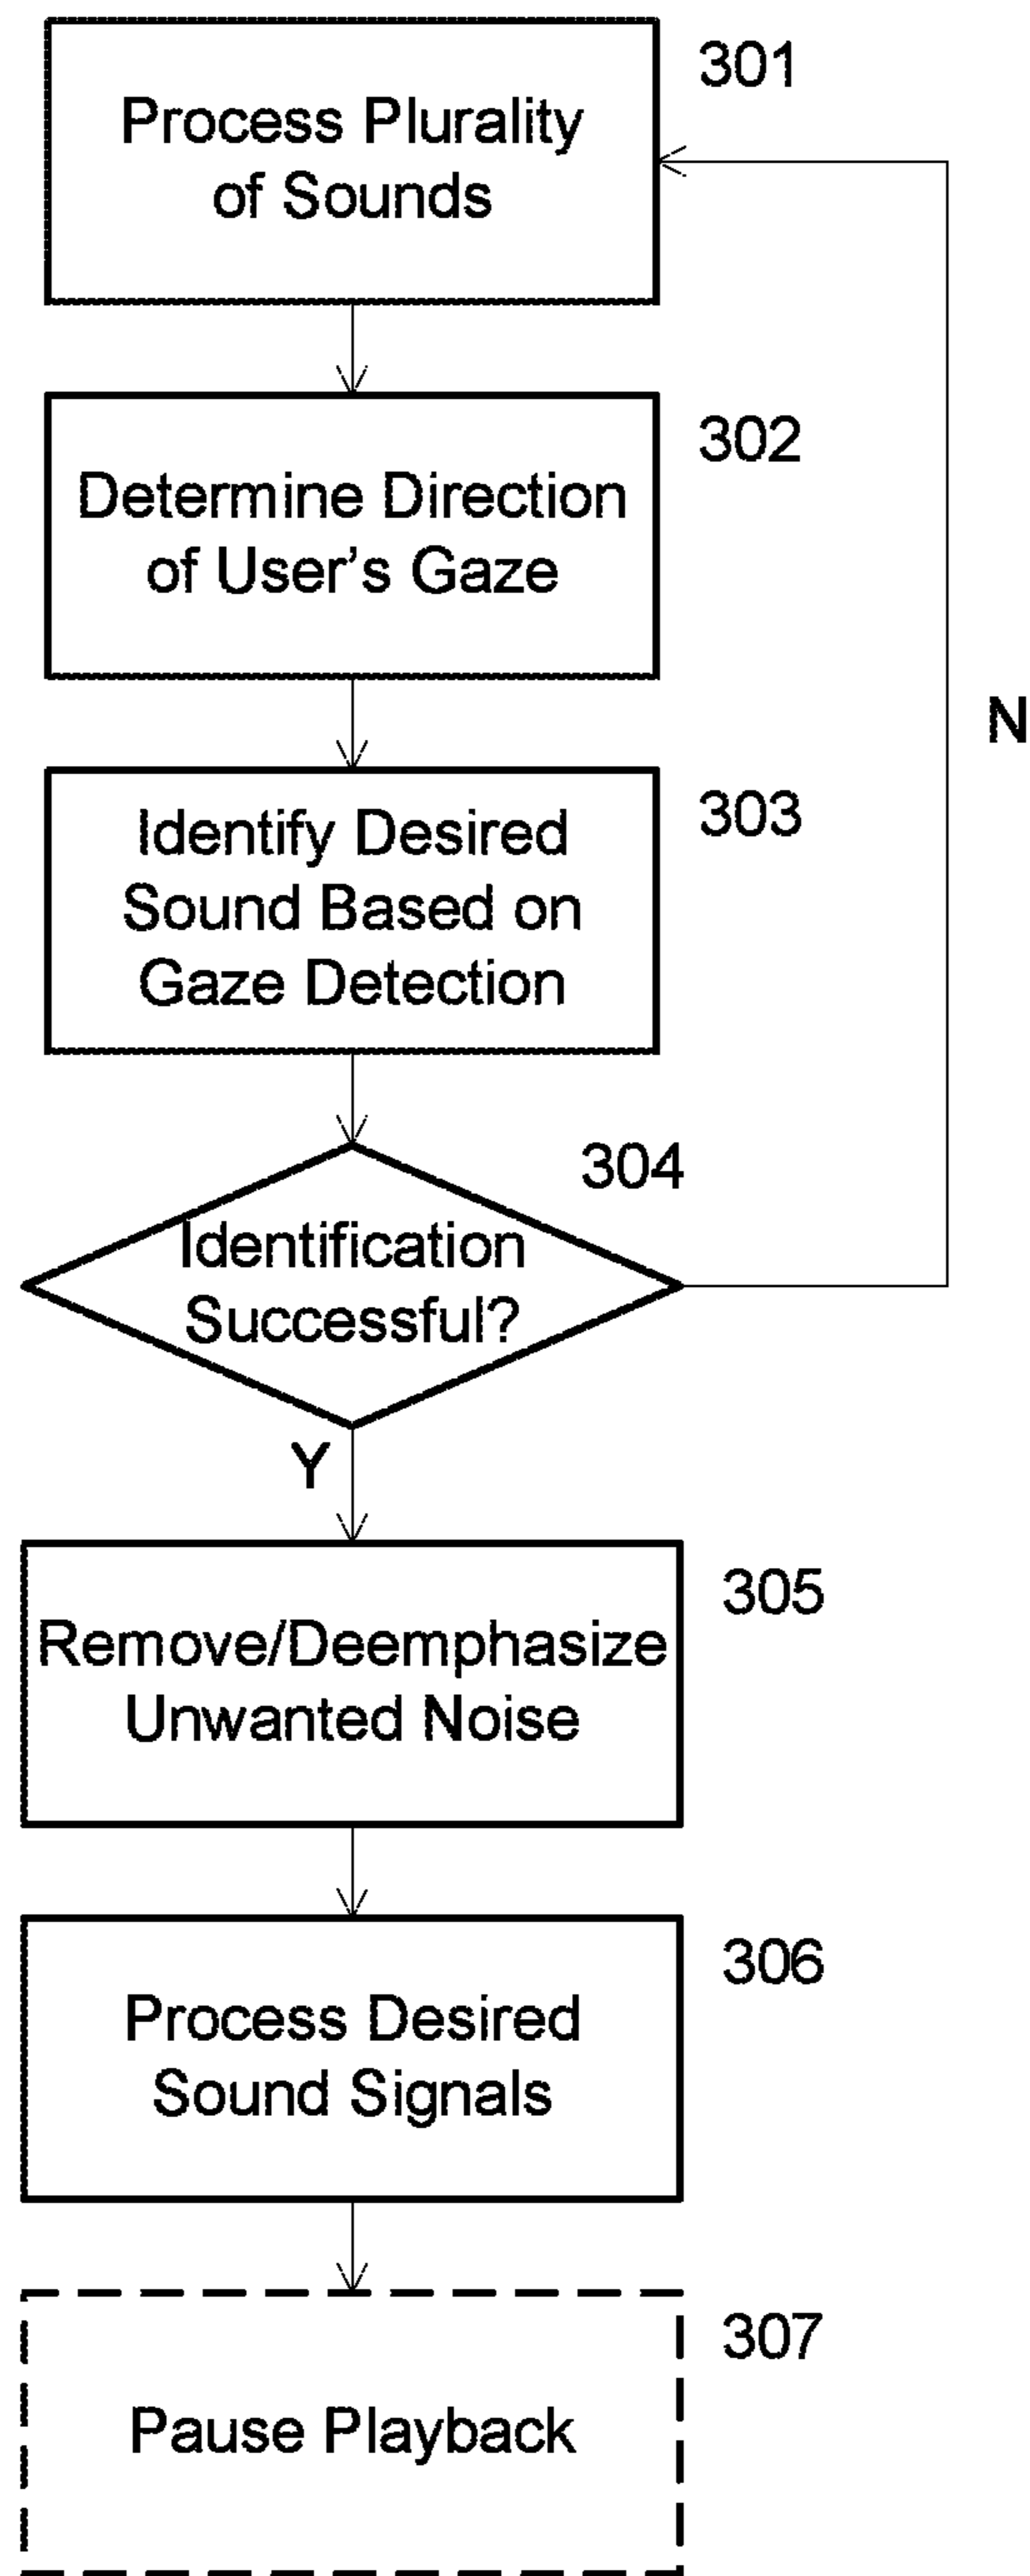 301
Process Plurality
of Sounds
302
Determine Direction
of User's Gaze
N
303
Identify Desired
Sound Based on
Gaze Detection
304
Identification
Successful?
Y
305
Remove/Deemphasize
Unwanted Noise
306
Process Desired
Sound Signals
307
Pause Playback